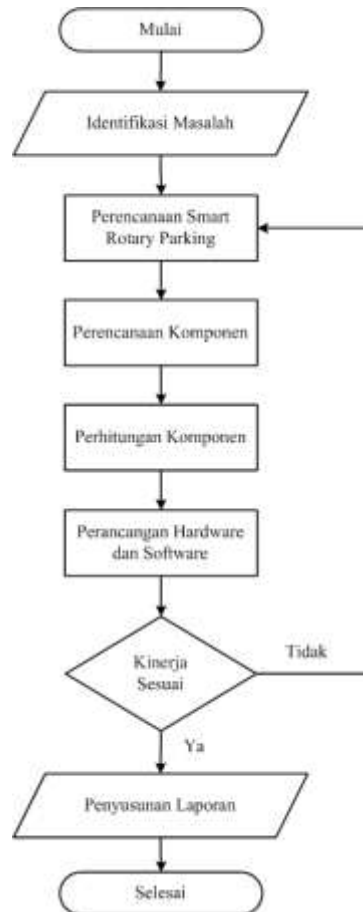 Mulai
Identifikasi Masalah
Perencanaan Smart
Rotary Parking
Perencanaan Komponen
Perhitungan Komponen
Perancangan Hardware
dan Software
Kinerja
Sesuai
Tidak
Ya
Penyusunan Laporan
Selesai